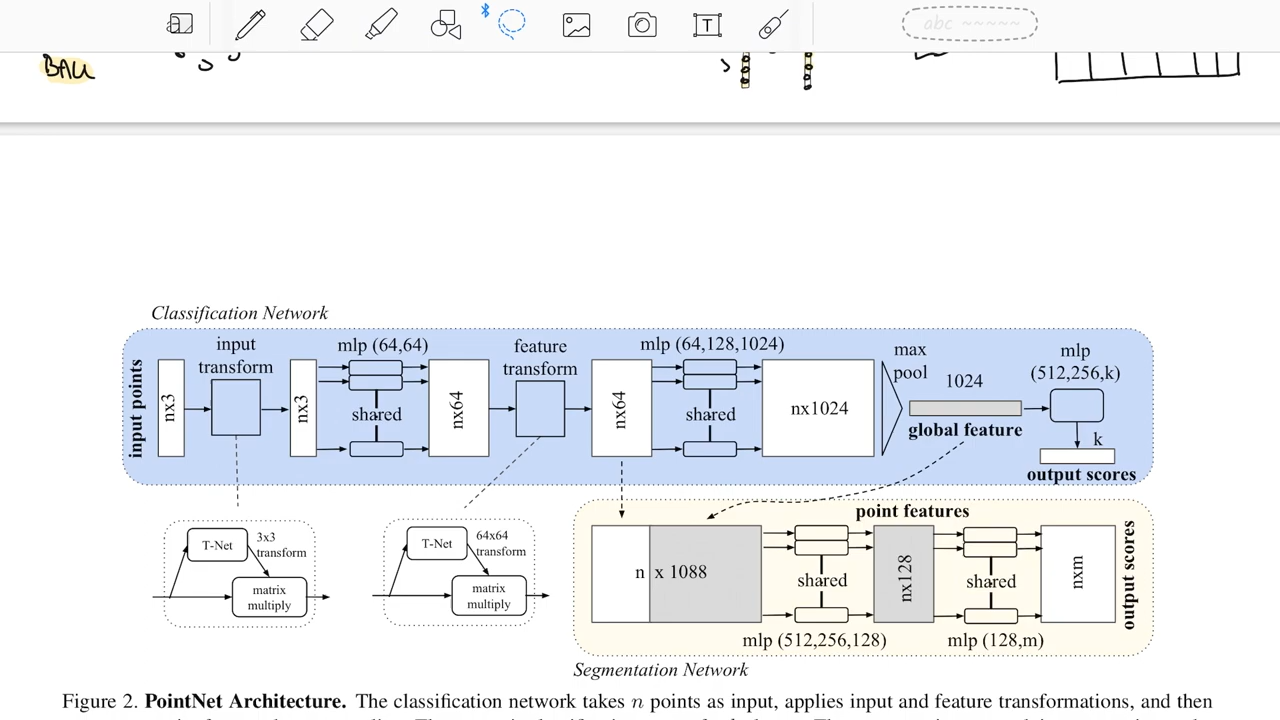 abc ~~~~~
BALL
Classification Network
input points
nx3
input
transform
nx3
mlp (64,64)
shared
nx64
feature
transform
nx64
mlp (64,128,1024)
shared
nx1024
max
pool
1024
global feature
mlp
(512,256,k)
k
output scores
T-Net
3x3
transform
matrix
multiply
T-Net
64x64
transform
matrix
multiply
point features
n x 1088
shared
nx128
shared
nxm
output scores
mlp (512,256,128)
mlp (128,m)
Segmentation Network
Figure 2. PointNet Architecture. The classification network takes n points as input, applies input and feature transformations, and then